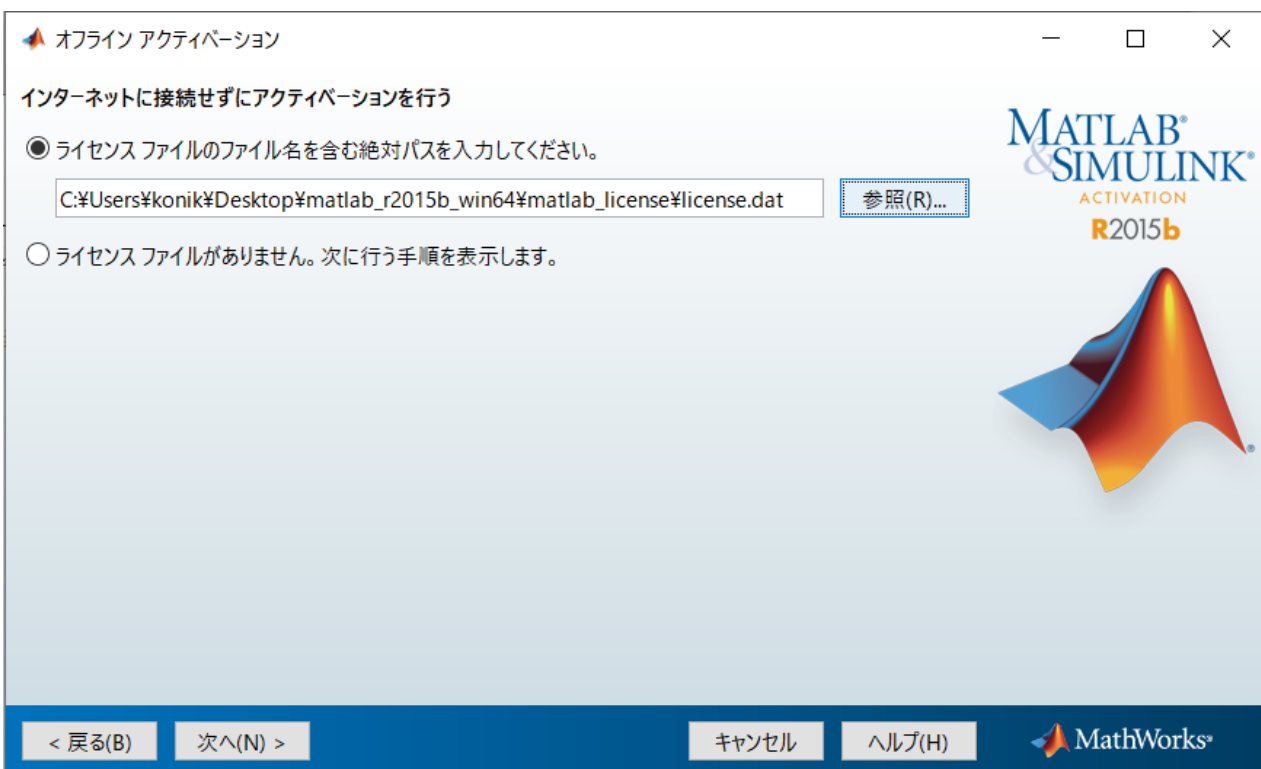 オフライン アクティベーション
インターネットに接続せずにアクティベーションを行う
ライセンス ファイルのファイル名を含む絶対パスを入力してください。
C:¥Users¥konik¥Desktop¥matlab_r2015b_win64¥matlab_license¥license.dat
参照(R)...
ライセンス ファイルがありません。次に行う手順を表示します。
MATLAB®
&SIMULINK®
ACTIVATION
R2015b
®
< 戻る(B)
次へ(N) >
キャンセル
ヘルプ(H)
MathWorks®